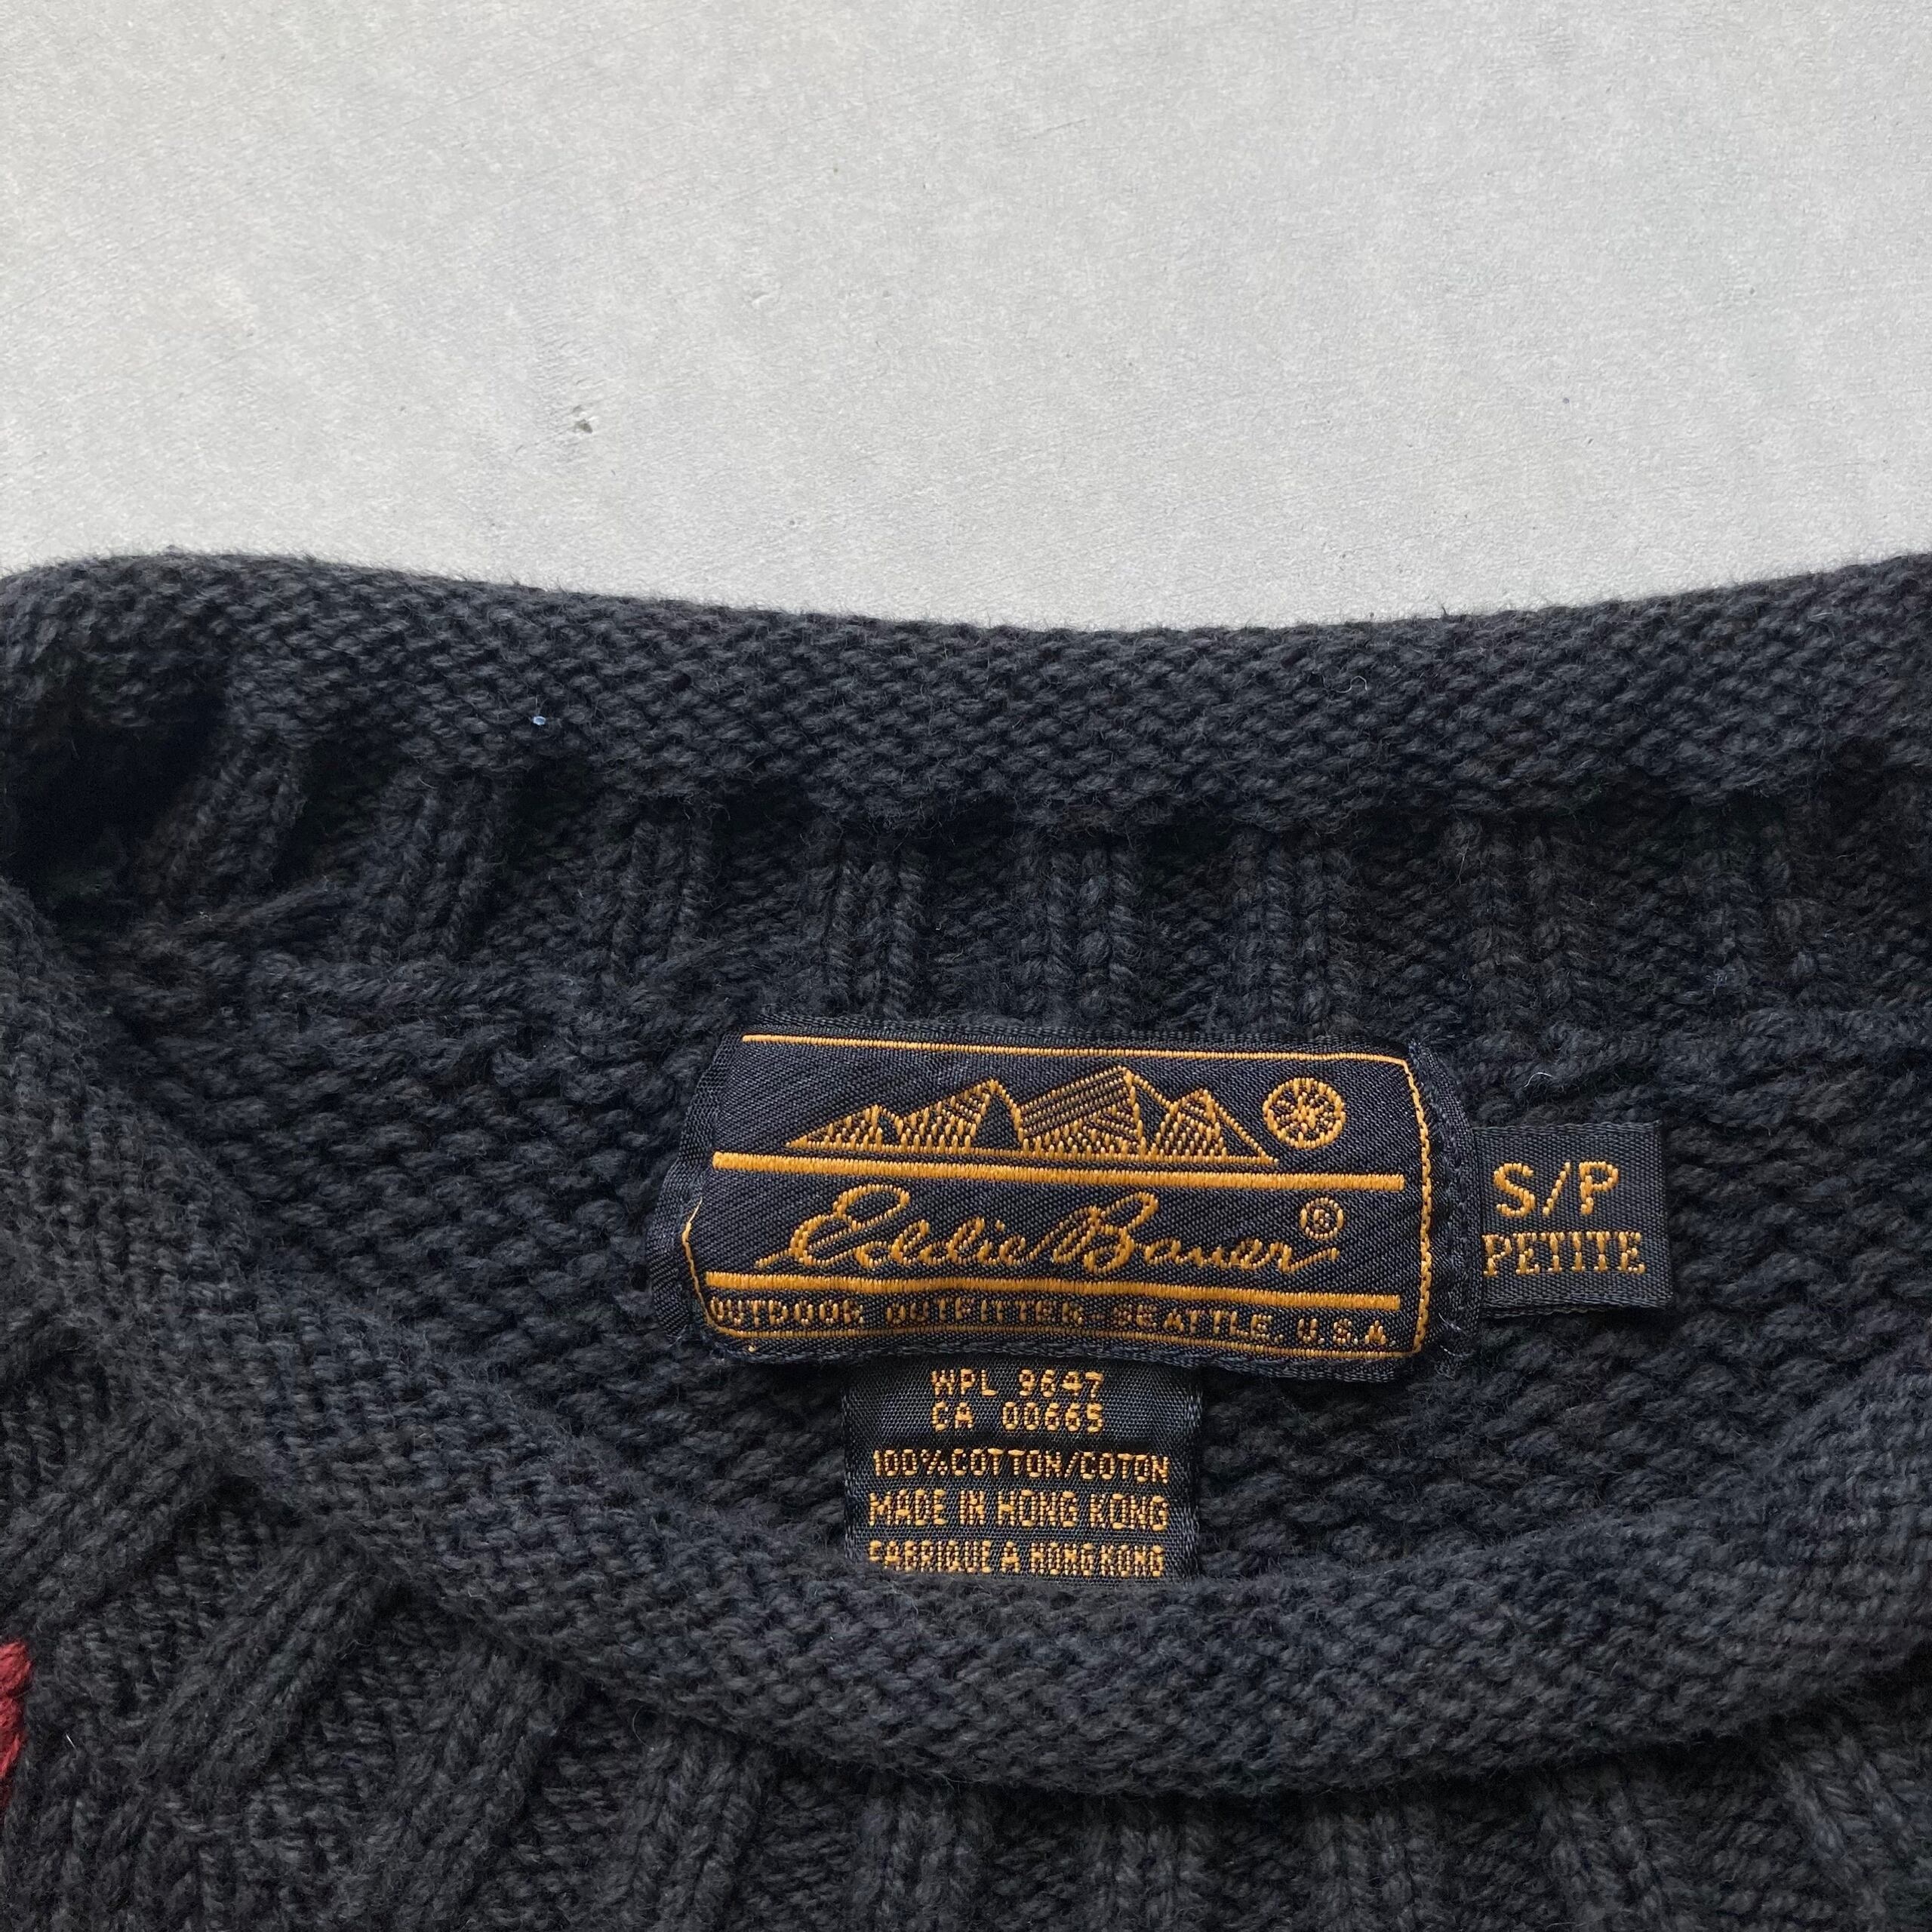 Eddie Bauer ®
OUTDOOR OUTFITTER SEATTLE, U.S.A.
S/P
PETITE
WPL 9647
CA 00665
100% COTTON/COTON
MADE IN HONG KONG
FABRIQUE A HONG KONG